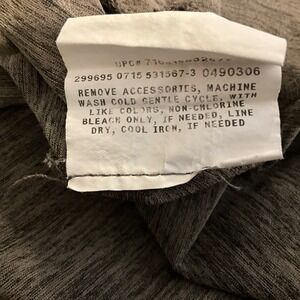 299695 0715 531567-3 0490306
REMOVE ACCESSORIES, MACHINE
WASH COLD GENTLE CYCLE, WITH
LIKE COLORS, NON-CHLORINE
BLEACH ONLY, IF NEEDED, LINE
DRY, COOL IRON, IF NEEDED